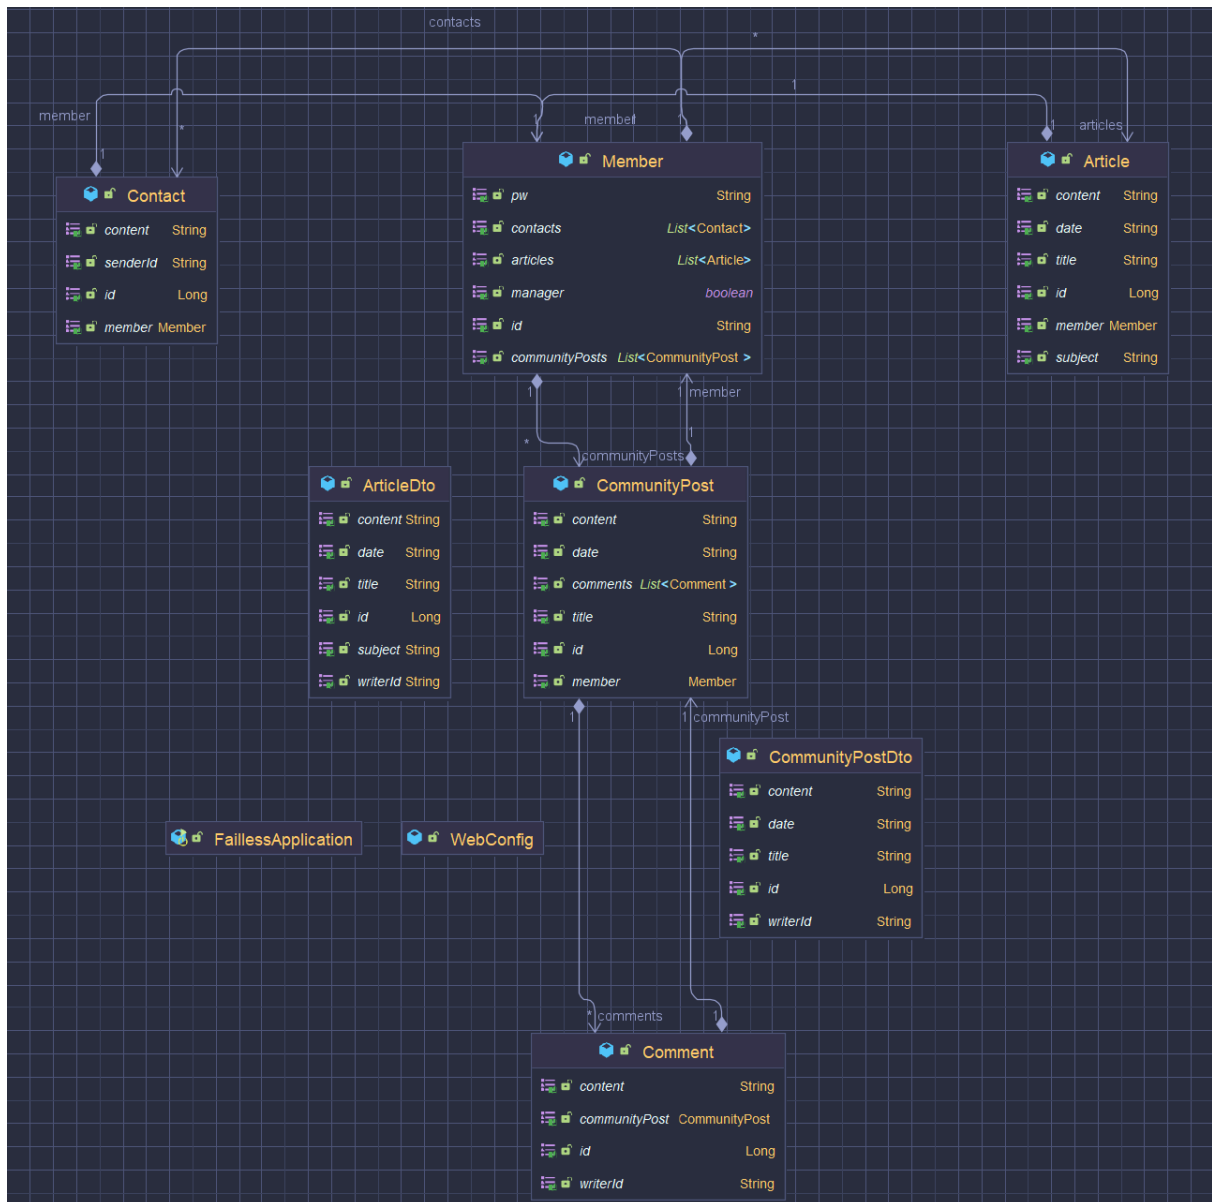 contacts
*
1
member
1
*
1
member
1
1
1
articles
Contact
content String
senderId String
id Long
member Member
Member
pw String
contacts List<Contact>
articles List<Article>
manager boolean
id String
communityPosts List<CommunityPost >
Article
content String
date String
title String
id Long
member Member
subject String
1
1 member
*
1
communityPosts
ArticleDto
content String
date String
title String
id Long
subject String
writerId String
CommunityPost
content String
date String
comments List<Comment >
title String
id Long
member Member
1
1 communityPost
CommunityPostDto
content String
date String
title String
id Long
writerId String
FaillessApplication
WebConfig
* comments
1
Comment
content String
communityPost CommunityPost
id Long
writerId String